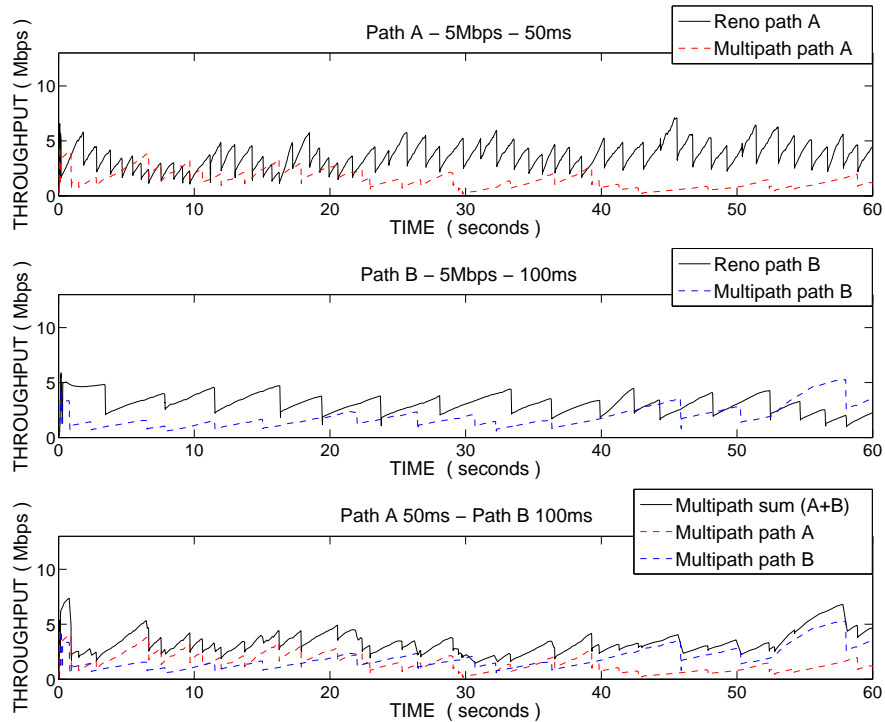 Path A − 5Mbps − 50ms
Reno path A
Multipath path A
THROUGHPUT ( Mbps)
10
5
0
0 10 20 30 40 50 60
TIME ( seconds )
Path B − 5Mbps − 100ms
Reno path B
Multipath path B
THROUGHPUT ( Mbps)
10
5
0
0 10 20 30 40 50 60
TIME ( seconds )
Path A 50ms − Path B 100ms
Multipath sum (A+B)
Multipath path A
Multipath path B
THROUGHPUT ( Mbps)
10
5
0
0 10 20 30 40 50 60
TIME ( seconds )